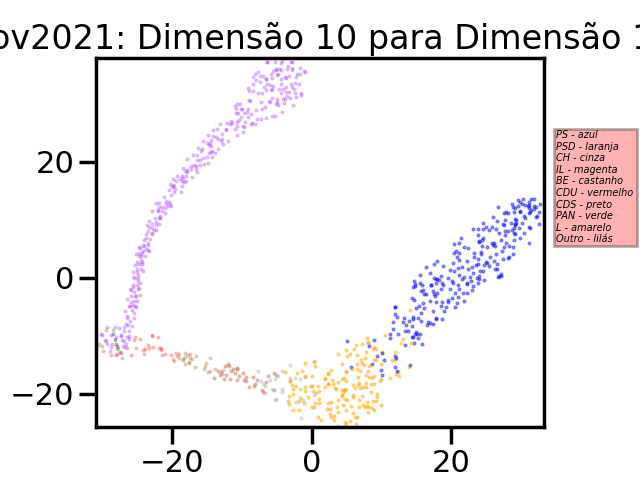 ov2021: Dimensão 10 para Dimensão 1
20
0
−20
−20
0
20
PS - azul
PSD - laranja
CH - cinza
IL - magenta
BE - castanho
CDU - vermelho
CDS - preto
PAN - verde
L - amarelo
Outro - lilás